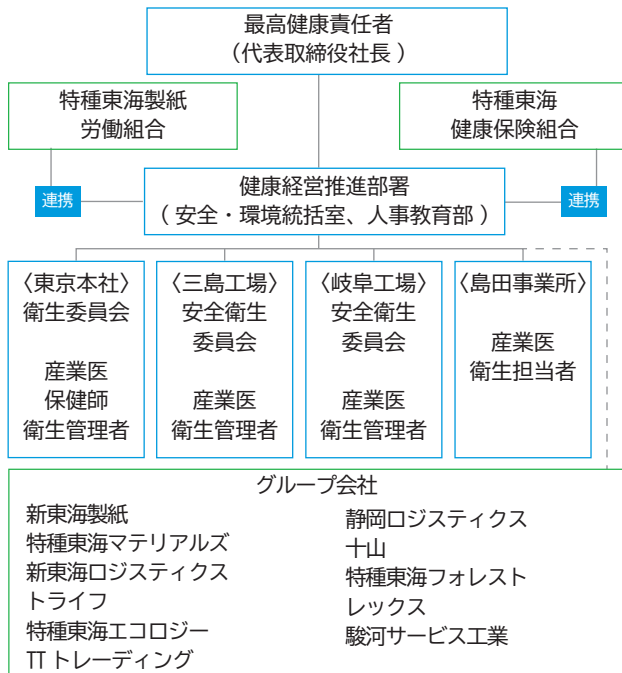 最高健康責任者
（代表取締役社長）
特種東海製紙
労働組合
特種東海
健康保険組合
連携
健康経営推進部署
（安全・環境統括室、人事教育部）
連携
〈東京本社〉
衛生委員会
産業医
保健師
衛生管理者
〈三島工場〉
安全衛生
委員会
産業医
衛生管理者
〈岐阜工場〉
安全衛生
委員会
産業医
衛生管理者
〈島田事業所〉
産業医
衛生担当者
グループ会社
新東海製紙
特種東海マテリアルズ
新東海ロジスティクス
トライフ
特種東海エコロジー
TTトレーディング
静岡ロジスティクス
十山
特種東海フォレスト
レックス
駿河サービス工業